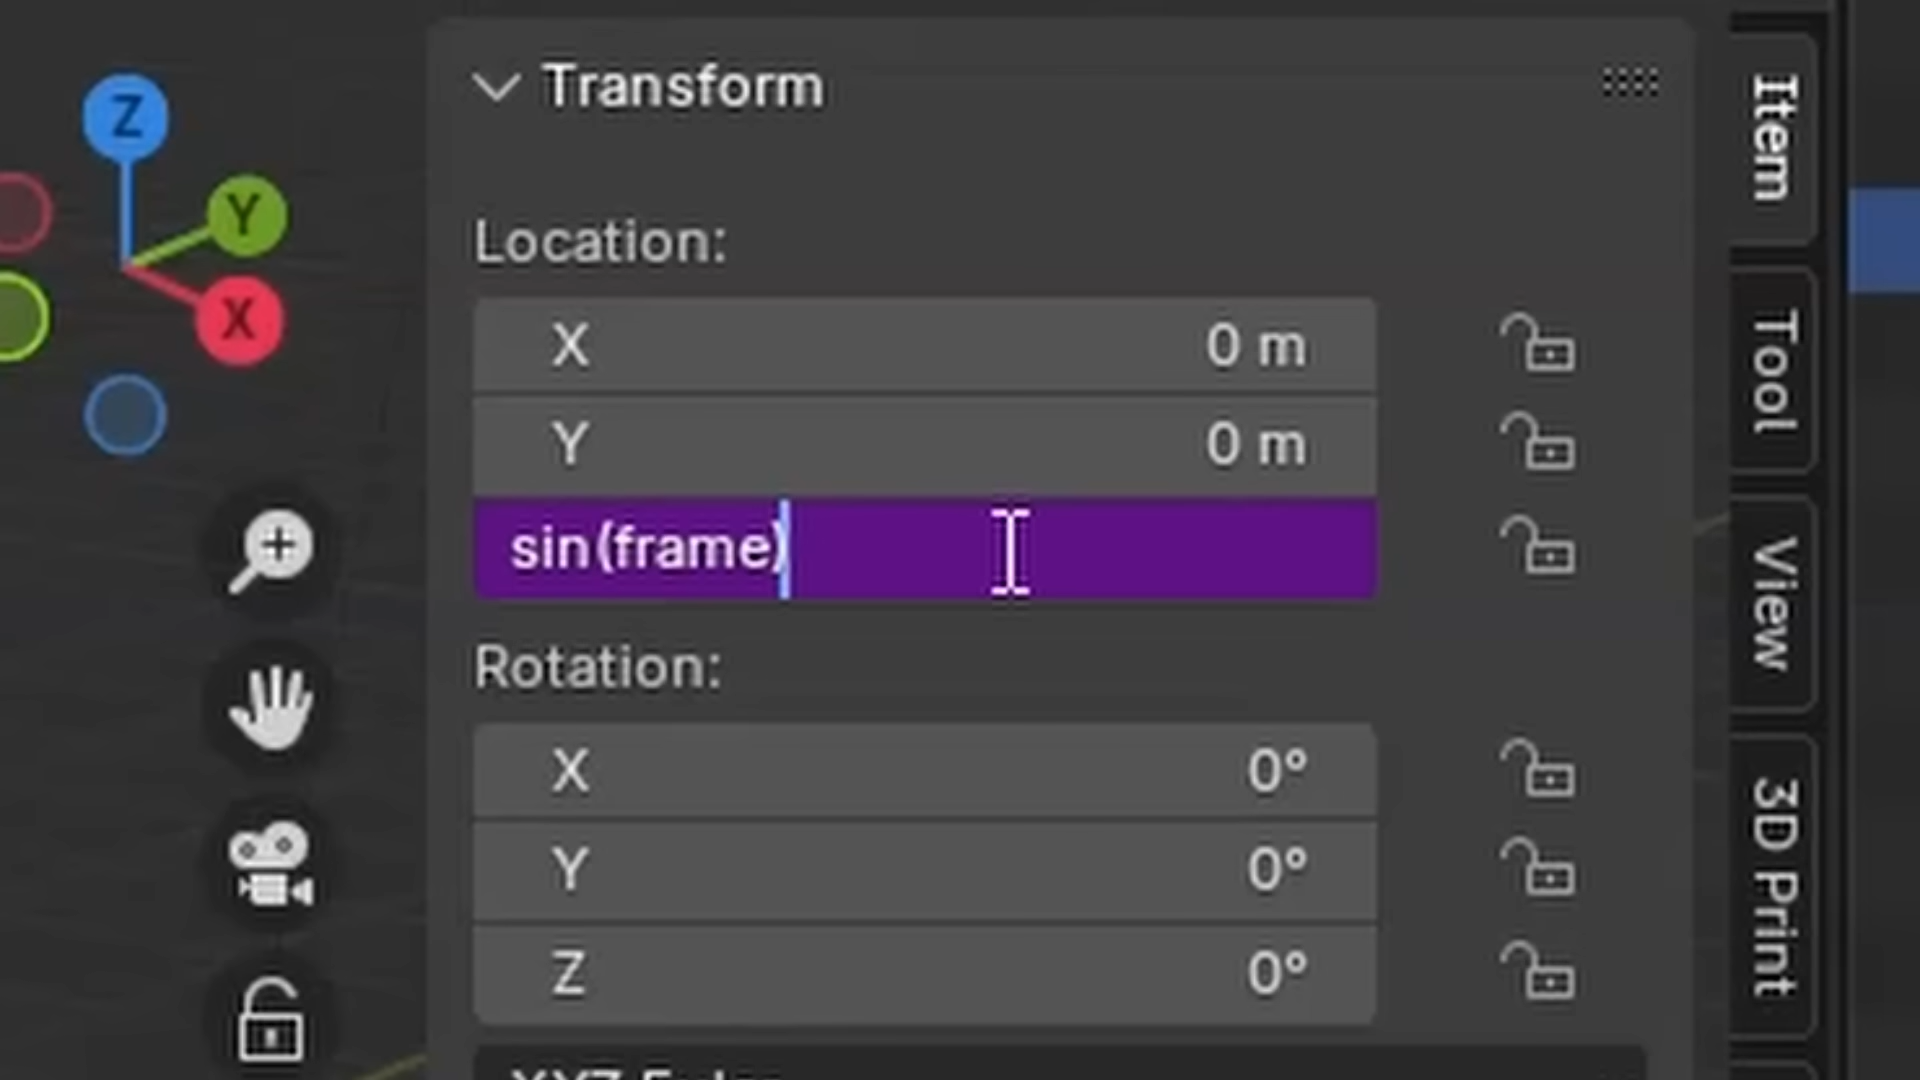 Transform
Location:
X 0 m
Y 0 m
sin(frame)
Rotation:
X 0°
Y 0°
Z 0°
Z
Y
X
Item
Tool
View
3D Print